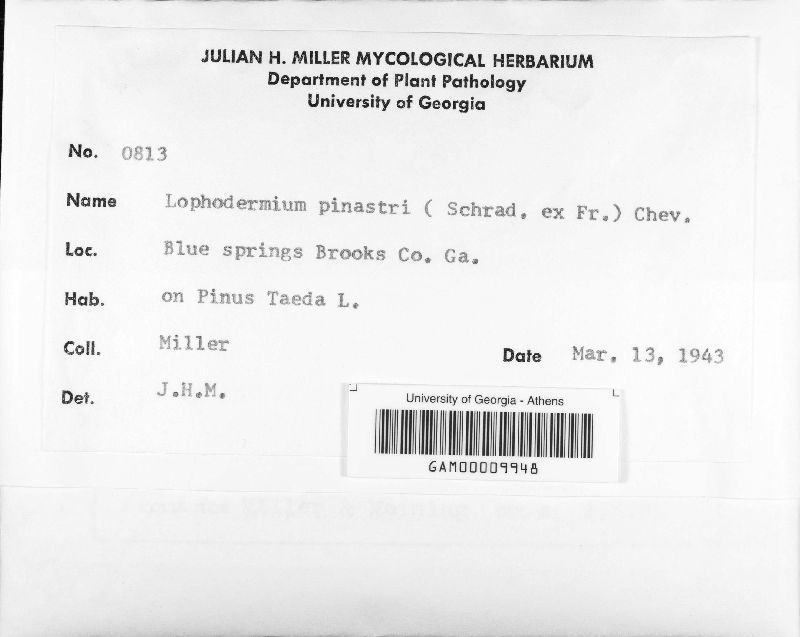 JULIAN H. MILLER MYCOLOGICAL HERBARIUM
Department of Plant Pathology
University of Georgia
No. 0813
Name Lophodermium pinastri ( Schrad. ex Fr.) Chev.
Loc. Blue springs Brooks Co. Ga.
Hab. on Pinus Taeda L.
Coll. Miller Date Mar. 13, 1943
Det. J.H.M.
University of Georgia - Athens
GAM00009948